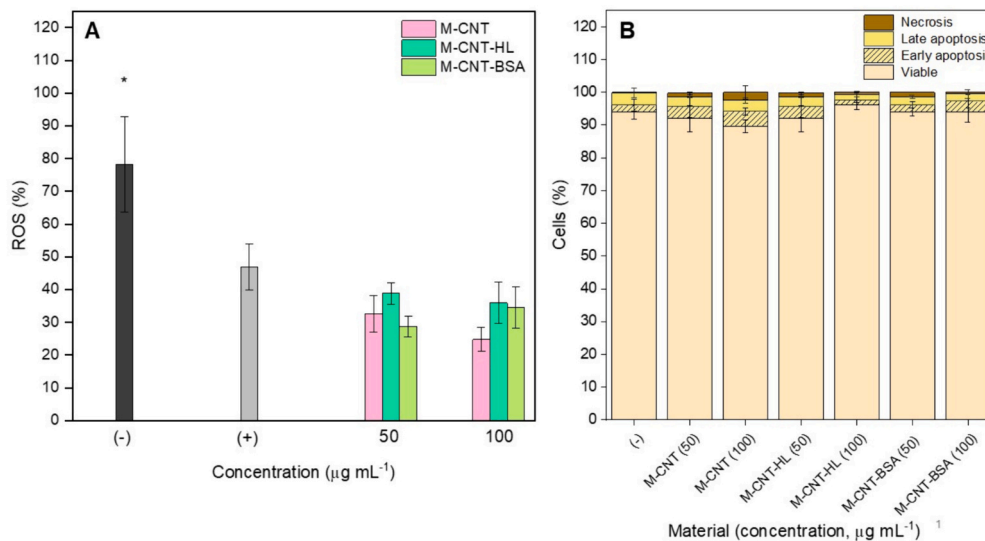 A
M-CNT
M-CNT-HL
M-CNT-BSA
*
ROS (%)
120
110
100
90
80
70
60
50
40
30
20
10
0
(-)
(+)
50
100
Concentration (μg mL⁻¹)
B
Necrosis
Late apoptosis
Early apoptosis
Viable
Cells (%)
120
110
100
90
80
70
60
50
40
30
20
10
0
(-)
M-CNT (50)
M-CNT (100)
M-CNT-HL (50)
M-CNT-HL (100)
M-CNT-BSA (50)
M-CNT-BSA (100)
Material (concentration, μg mL⁻¹) 1